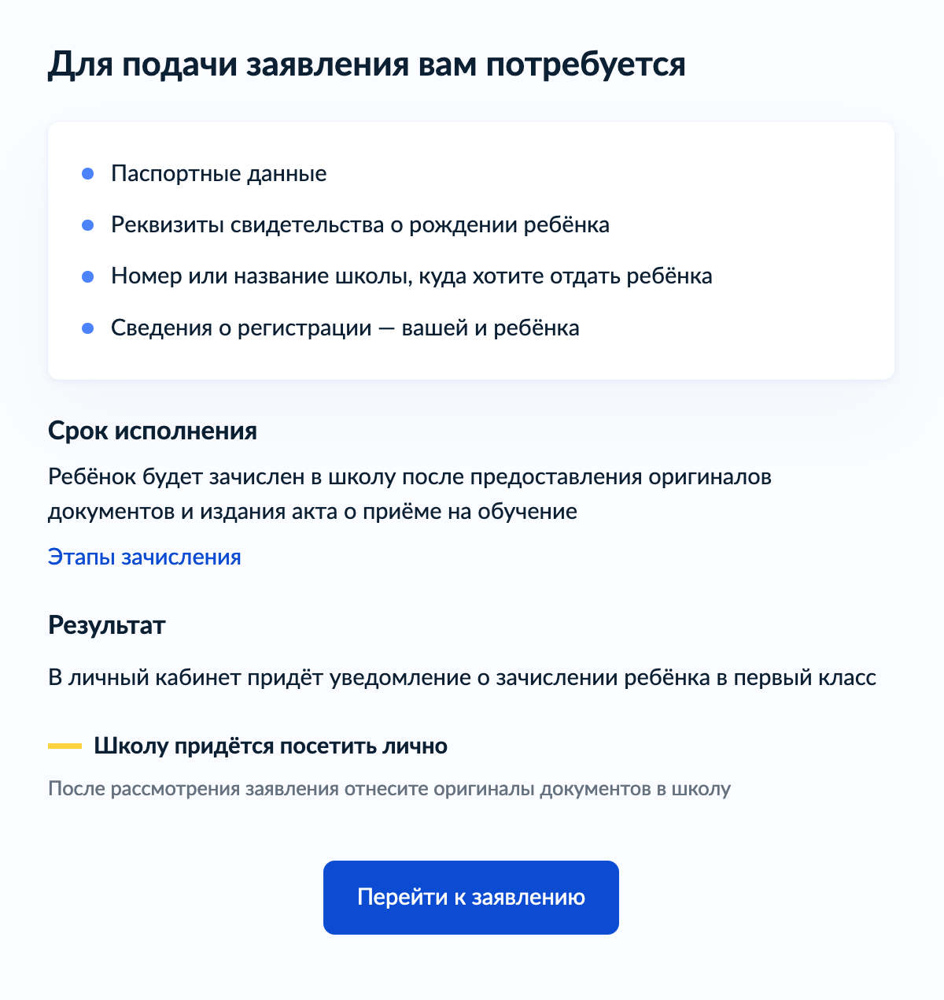 Для подачи заявления вам потребуется
Паспортные данные
Реквизиты свидетельства о рождении ребёнка
Номер или название школы, куда хотите отдать ребёнка
Сведения о регистрации — вашей и ребёнка
Срок исполнения
Ребёнок будет зачислен в школу после предоставления оригиналов
документов и издания акта о приёме на обучение
Этапы зачисления
Результат
В личный кабинет придёт уведомление о зачислении ребёнка в первый класс
Школу придётся посетить лично
После рассмотрения заявления отнесите оригиналы документов в школу
Перейти к заявлению